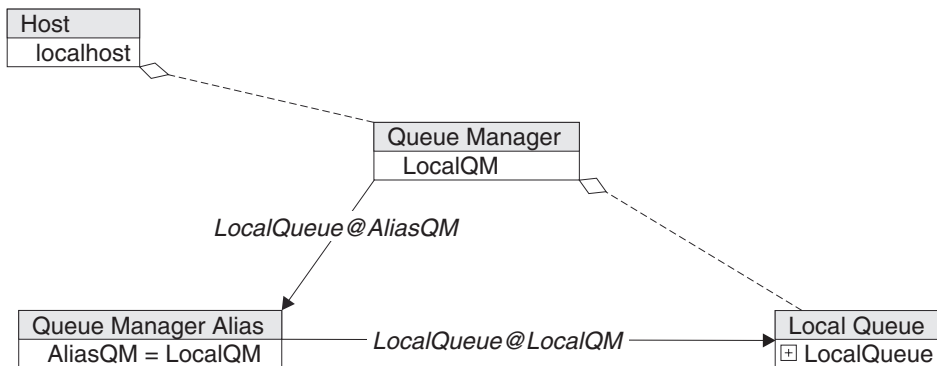 Host
localhost
Queue Manager
LocalQM
LocalQueue@AliasQM
Queue Manager Alias
AliasQM = LocalQM
LocalQueue@LocalQM
Local Queue
+ LocalQueue